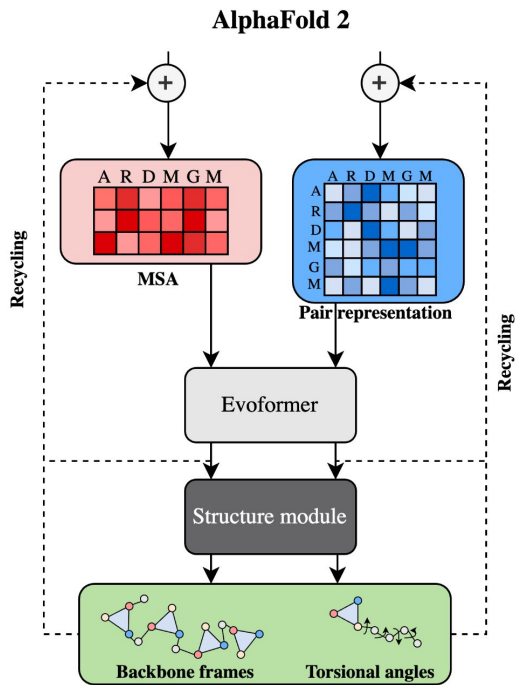 AlphaFold 2
+
+
A R D M G M
MSA
A R D M G M
A
R
D
M
G
M
Pair representation
Recycling
Recycling
Evoformer
Structure module
Backbone frames
Torsional angles